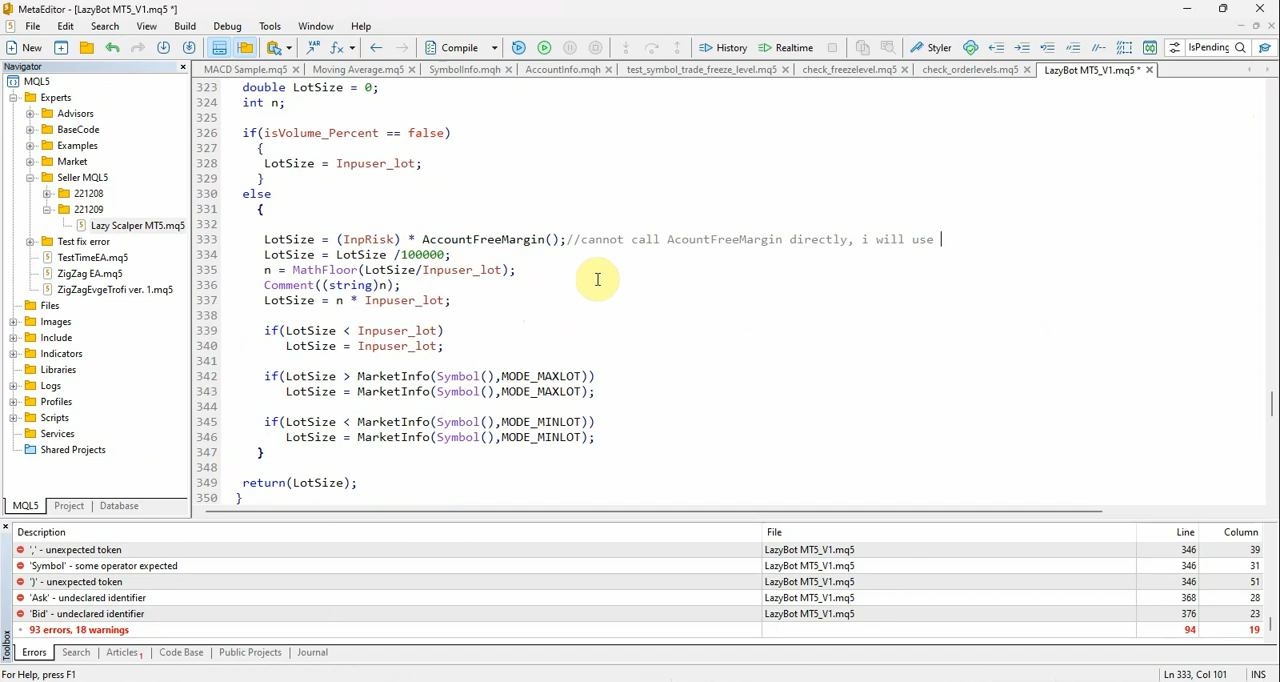 MetaEditor - [LazyBot MT5_V1.mq5 *]
File Edit Search View Build Debug Tools Window Help
New Compile History Realtime Styler IsPending
Navigator
MACD Sample.mq5 Moving Average.mq5 SymbolInfo.mqh AccountInfo.mqh test_symbol_trade_freeze_level.mq5 check_freezelevel.mq5 check_orderlevels.mq5 LazyBot MT5_V1.mq5 *
MQL5
Experts
Advisors
BaseCode
Examples
Market
Seller MQL5
221208
221209
Lazy Scalper MT5.mq5
Test fix error
TestTimeEA.mq5
ZigZag EA.mq5
ZigZagEvgeTrofi ver. 1.mq5
Files
Images
Include
Indicators
Libraries
Logs
Profiles
Scripts
Services
Shared Projects
MQL5 Project Database
323 double LotSize = 0;
324 int n;
325
326 if(isVolume_Percent == false)
327 {
328 LotSize = Inpuser_lot;
329 }
330 else
331 {
332
333 LotSize = (InpRisk) * AccountFreeMargin();//cannot call AcountFreeMargin directly, i will use
334 LotSize = LotSize /100000;
335 n = MathFloor(LotSize/Inpuser_lot);
336 Comment((string)n);
337 LotSize = n * Inpuser_lot;
338
339 if(LotSize < Inpuser_lot)
340 LotSize = Inpuser_lot;
341
342 if(LotSize > MarketInfo(Symbol(),MODE_MAXLOT))
343 LotSize = MarketInfo(Symbol(),MODE_MAXLOT);
344
345 if(LotSize < MarketInfo(Symbol(),MODE_MINLOT))
346 LotSize = MarketInfo(Symbol(),MODE_MINLOT);
347 }
348
349 return(LotSize);
350 }
Description File Line Column
',' - unexpected token LazyBot MT5_V1.mq5 346 39
'Symbol' - some operator expected LazyBot MT5_V1.mq5 346 31
')' - unexpected token LazyBot MT5_V1.mq5 346 51
'Ask' - undeclared identifier LazyBot MT5_V1.mq5 368 28
'Bid' - undeclared identifier LazyBot MT5_V1.mq5 376 23
93 errors, 18 warnings 94 19
Toolbox
Errors Search Articles 1 Code Base Public Projects Journal
For Help, press F1 Ln 333, Col 101 INS